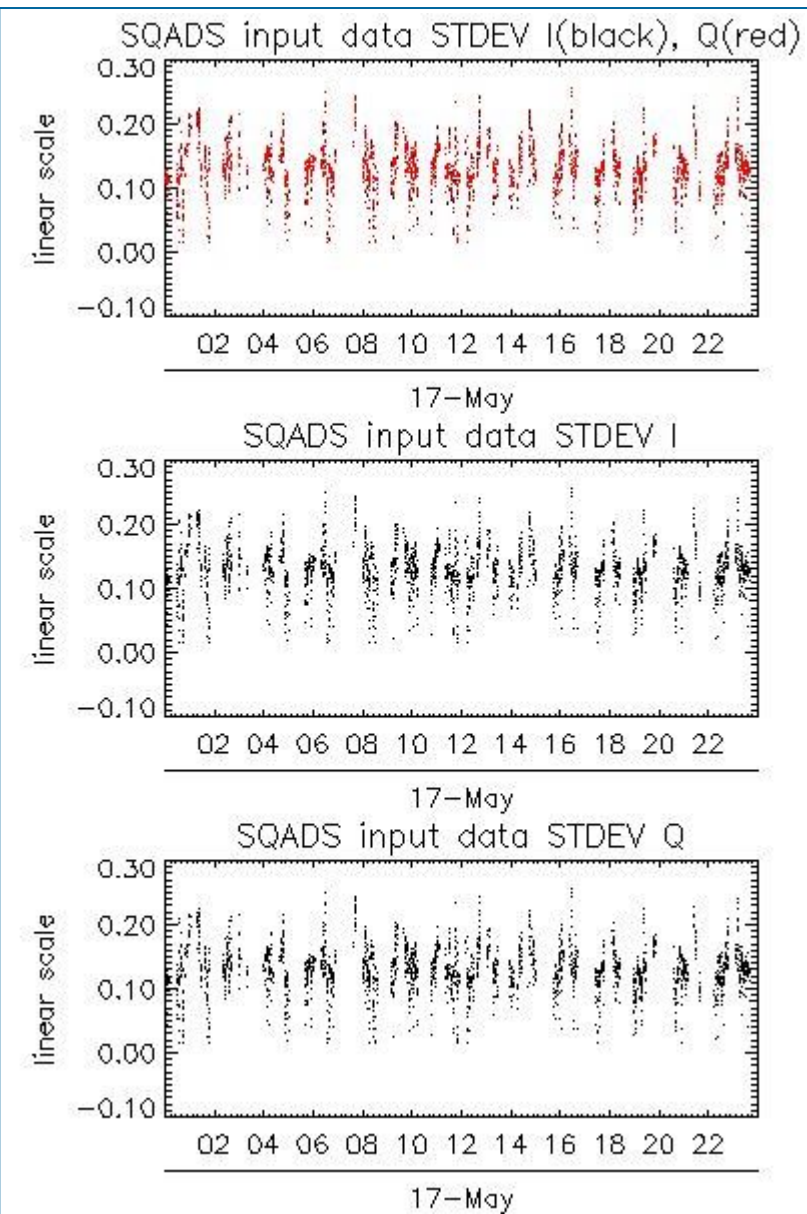 SQADS input data STDEV I(black), Q(red)
0.30
0.20
0.10
0.00
-0.10
linear scale
02 04 06 08 10 12 14 16 18 20 22
17-May
SQADS input data STDEV I
0.30
0.20
0.10
0.00
-0.10
linear scale
02 04 06 08 10 12 14 16 18 20 22
17-May
SQADS input data STDEV Q
0.30
0.20
0.10
0.00
-0.10
linear scale
02 04 06 08 10 12 14 16 18 20 22
17-May